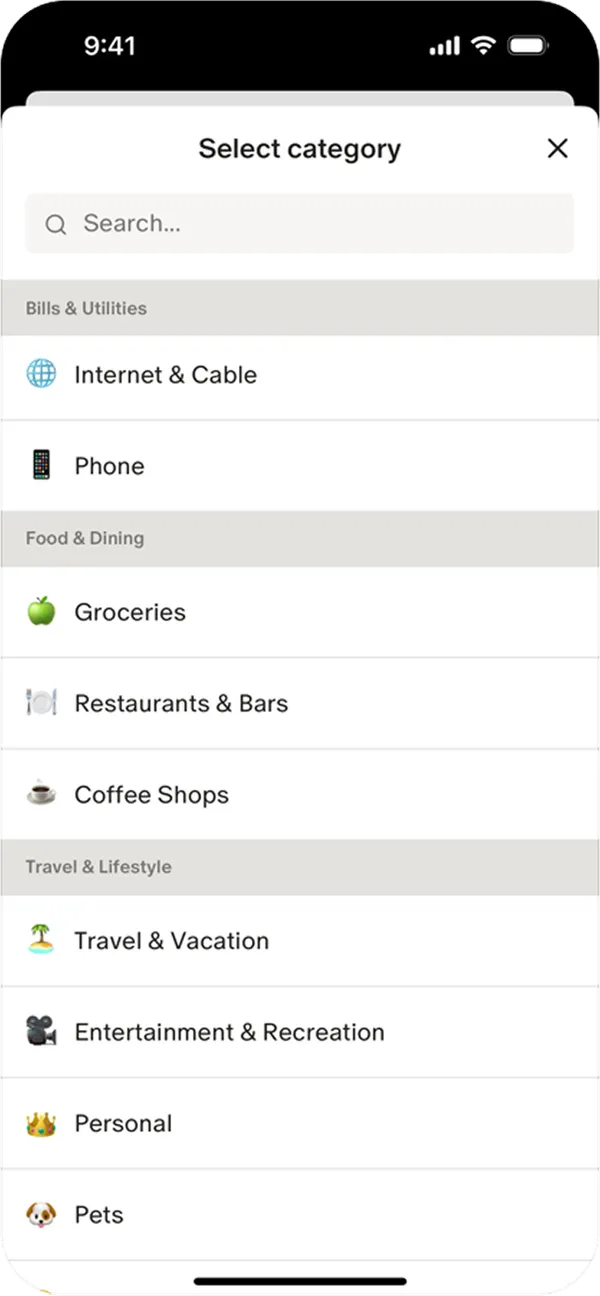 9:41
Select category
Search...
Bills & Utilities
Internet & Cable
Phone
Food & Dining
Groceries
Restaurants & Bars
Coffee Shops
Travel & Lifestyle
Travel & Vacation
Entertainment & Recreation
Personal
Pets